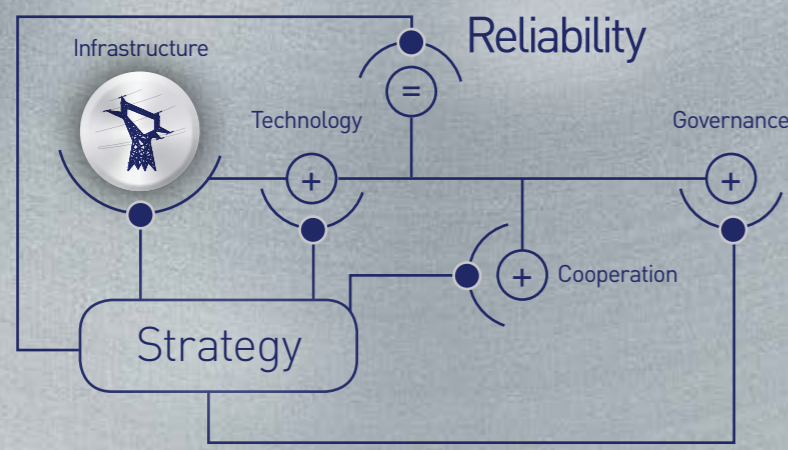 Reliability
Infrastructure
=
Technology
Governance
+
+
+
Cooperation
Strategy